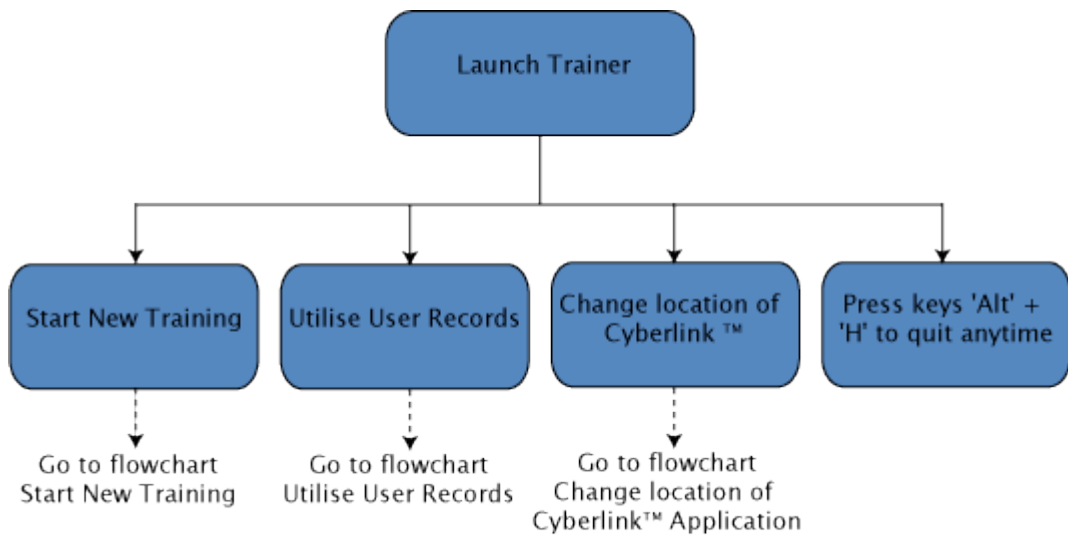 Launch Trainer
Start New Training
Utilise User Records
Change location of
Cyberlink ™
Press keys 'Alt' +
'H' to quit anytime
Go to flowchart
Start New Training
Go to flowchart
Utilise User Records
Go to flowchart
Change location of
Cyberlink™ Application